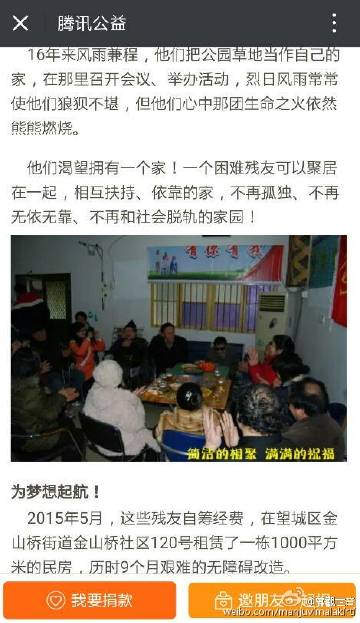 腾讯公益
16年来风雨兼程，他们把公园草地当作自己的
家，在那里召开会议、举办活动，烈日风雨常常
使他们狼狈不堪，但他们心中那团生命之火依然
熊熊燃烧。
他们渴望拥有一个家！一个困难残友可以聚居
在一起，相互扶持、依靠的家，不再孤独、不再
无依无靠、不再和社会脱轨的家园！
简洁的相聚 满满的祝福
为梦想起航！
2015年5月，这些残友自筹经费，在望城区金
山桥街道金山桥社区120号租赁了一栋1000平方
米的民房，历时9个月艰难的无障碍改造。
我要捐款
邀朋友一起捐